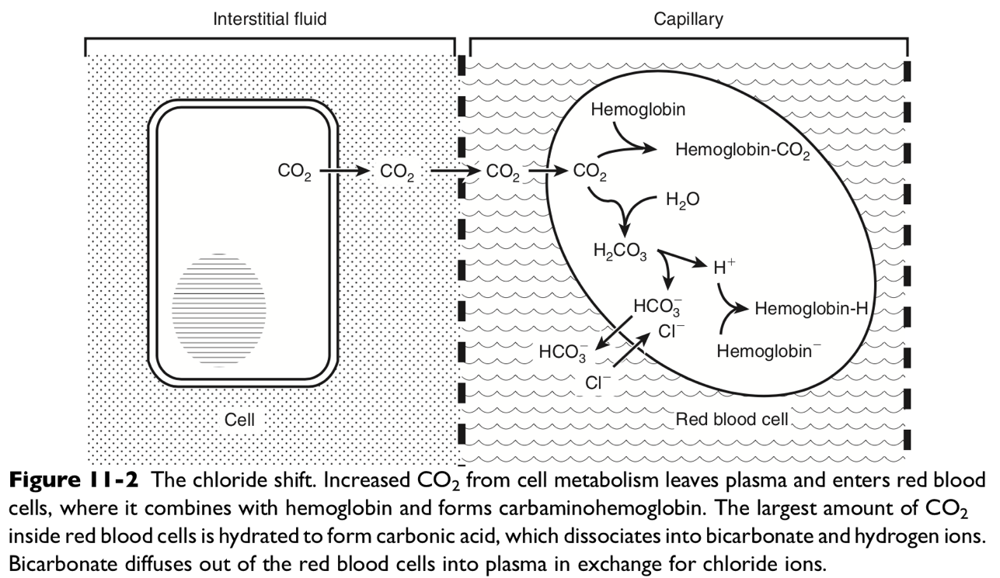 Interstitial fluid
Capillary
Hemoglobin
Hemoglobin-CO₂
CO₂
CO₂
CO₂
CO₂
H₂O
H₂CO₃
H⁺
HCO₃⁻
Hemoglobin-H
Cl⁻
HCO₃⁻
Hemoglobin⁻
Cl⁻
Cell
Red blood cell
Figure 11-2 The chloride shift. Increased CO₂ from cell metabolism leaves plasma and enters red blood
cells, where it combines with hemoglobin and forms carbaminohemoglobin. The largest amount of CO₂
inside red blood cells is hydrated to form carbonic acid, which dissociates into bicarbonate and hydrogen ions.
Bicarbonate diffuses out of the red blood cells into plasma in exchange for chloride ions.